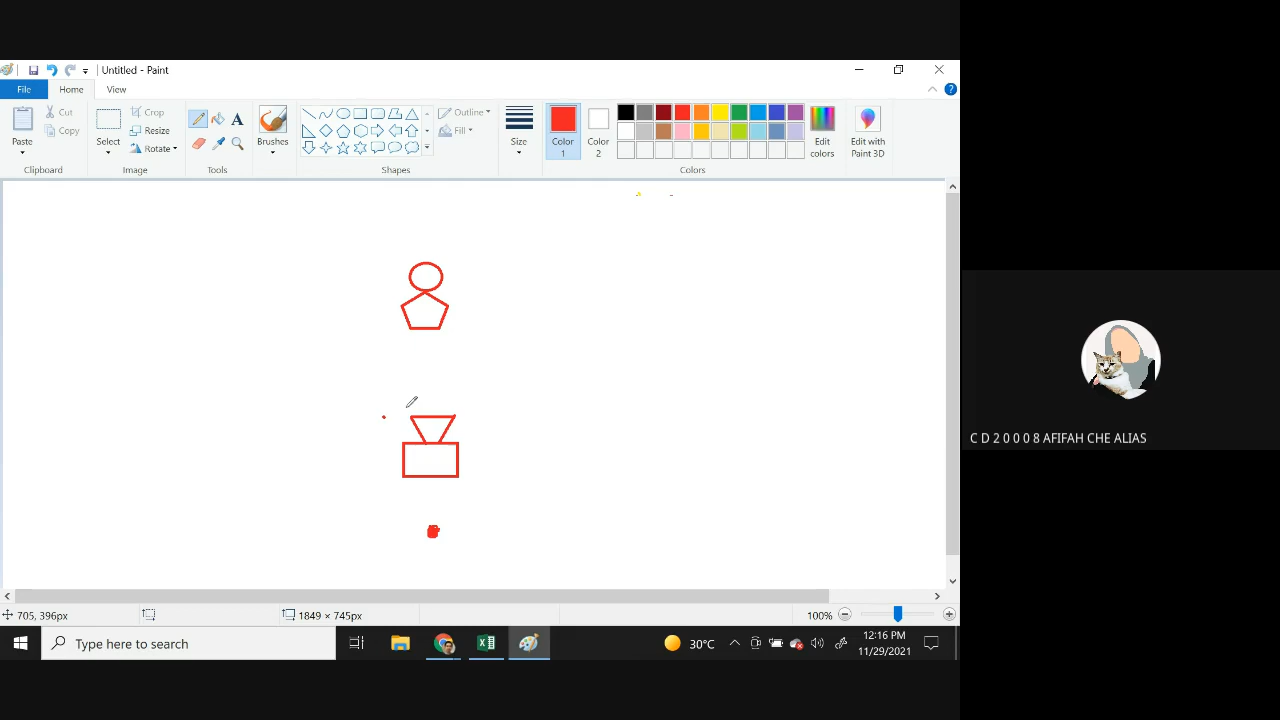 Untitled - Paint
File Home View
Paste
Cut
Copy
Clipboard
Select
Crop
Resize
Rotate
Image
A
Tools
Brushes
Shapes
Outline
Fill
Size
Color 1
Color 2
Edit colors
Colors
Edit with Paint 3D
705, 396px
1849 × 745px
100%
Type here to search
30°C
12:16 PM
11/29/2021
C D 2 0 0 0 8 AFIFAH CHE ALIAS